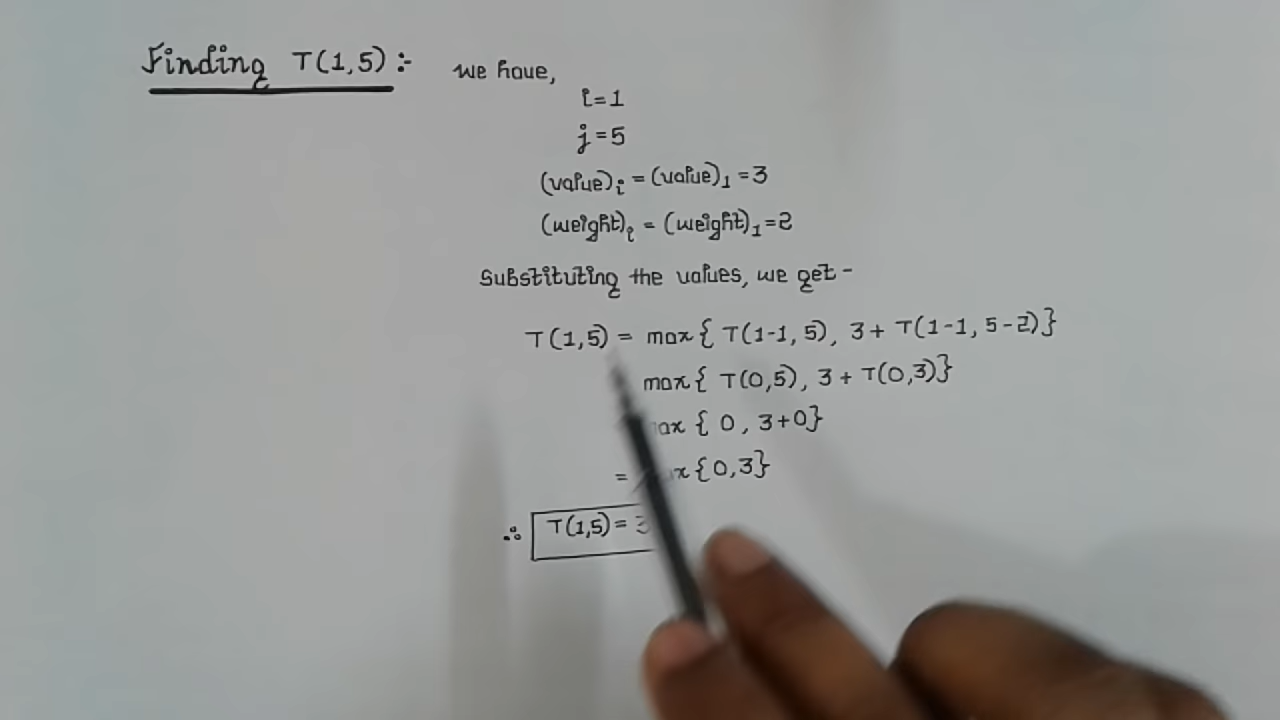 Finding T(1,5) :- we have,
i=1
j=5
(value)i = (value)1 = 3
(weight)i = (weight)1 = 2
Substituting the values, we get -
T(1,5) = max{ T(1-1, 5), 3 + T(1-1, 5-2)}
max{ T(0,5), 3 + T(0,3)}
{ 0, 3+0}
= {0,3}
∴ T(1,5) = 3